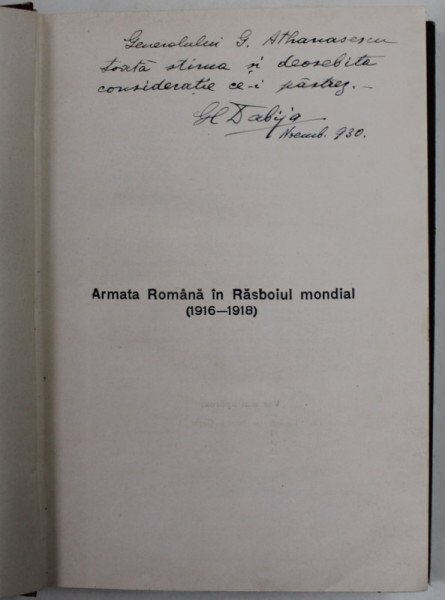 Generalului G. Athanasescu
toată stima și deosebita
considerație ce-i păstrez. —
Gl Dabija
Noemb. 930.
Armata Română în Răsboiul mondial
(1916—1918)